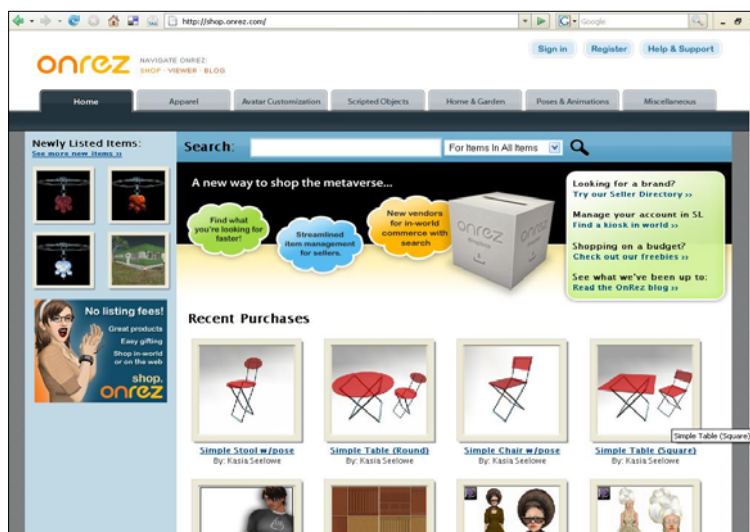 http://shop.onrez.com/
Google
onrez
NAVIGATE ONREZ:
SHOP · VIEWER · BLOG
Sign in
Register
Help & Support
Home
Apparel
Avatar Customization
Scripted Objects
Home & Garden
Poses & Animations
Miscellaneous
Newly Listed Items:
See more new items »
Search:
For Items In All Items
A new way to shop the metaverse...
Find what
you're looking for
faster!
Streamlined
item management
for sellers.
New vendors
for in-world
commerce with
search
onrez
Looking for a brand?
Try our Seller Directory »
Manage your account in SL
Find a kiosk in world »
Shopping on a budget?
Check out our freebies »
See what we've been up to:
Read the OnRez blog »
No listing fees!
Great products
Easy gifting
Shop in-world
or on the web
shop.
onrez
Recent Purchases
Simple Stool w/pose
By: Kasia Seelowe
Simple Table (Round)
By: Kasia Seelowe
Simple Chair w/pose
By: Kasia Seelowe
Simple Table (Square)
By: Kasia Seelowe
Simple Table (Square)